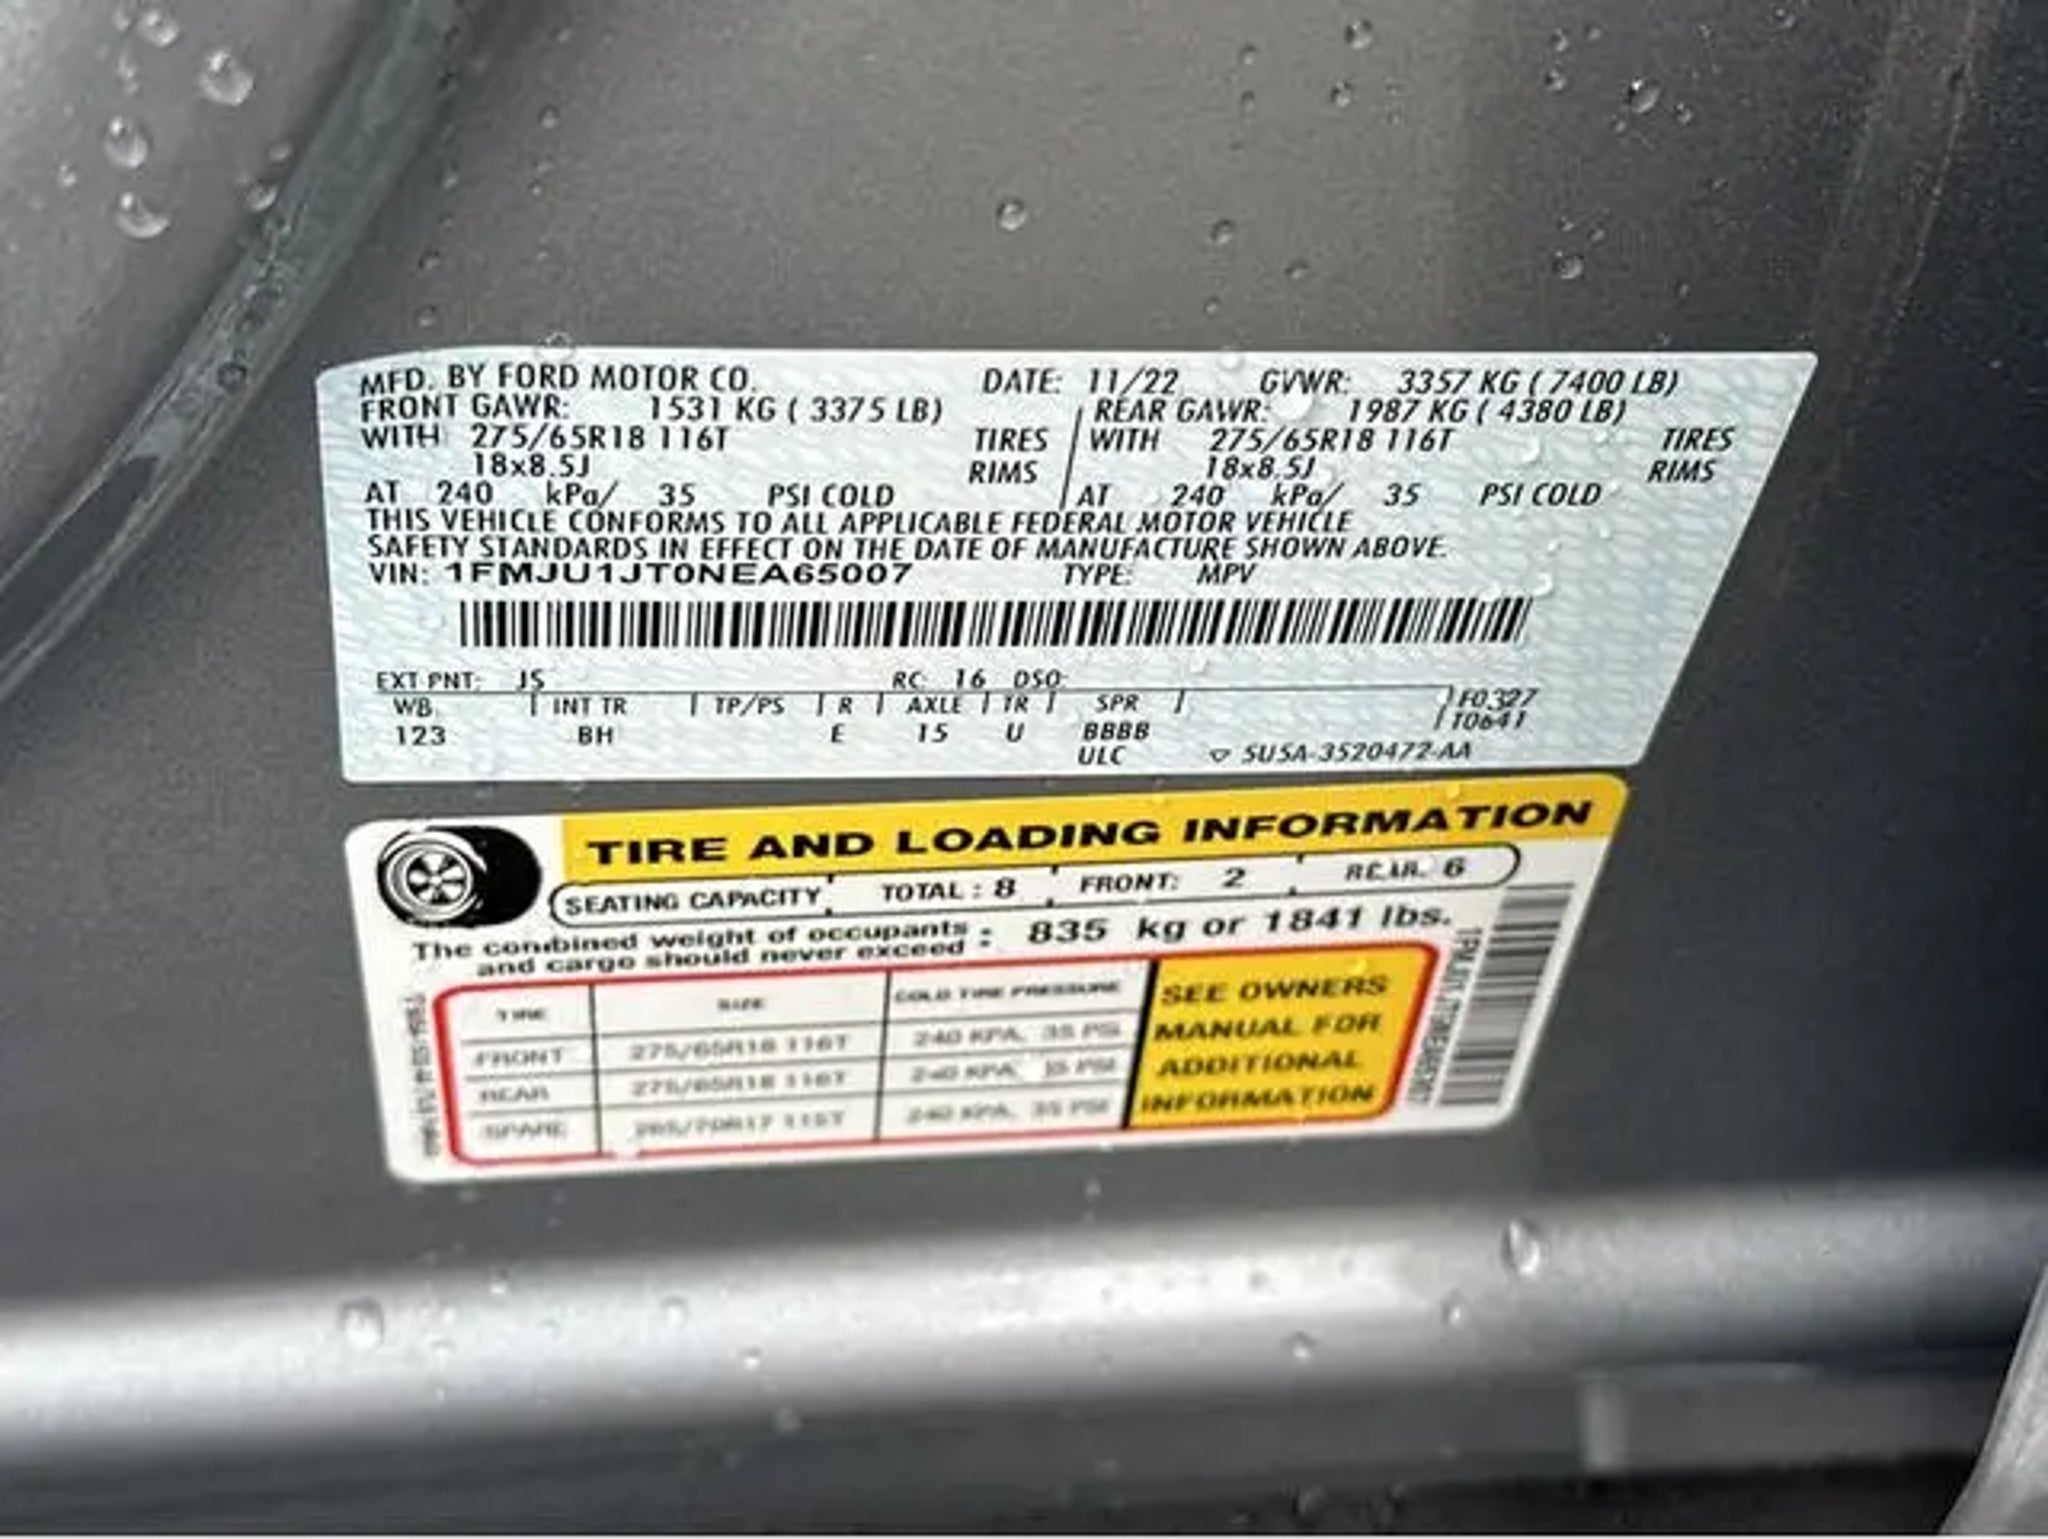 MFD. BY FORD MOTOR CO. DATE: 11/22 GVWR: 3357 KG ( 7400 LB)
FRONT GAWR: 1531 KG ( 3375 LB) REAR GAWR: 1987 KG ( 4380 LB)
WITH 275/65R18 116T TIRES WITH 275/65R18 116T TIRES
18x8.5J RIMS 18x8.5J RIMS
AT 240 kPa/ 35 PSI COLD AT 240 kPa/ 35 PSI COLD
THIS VEHICLE CONFORMS TO ALL APPLICABLE FEDERAL MOTOR VEHICLE
SAFETY STANDARDS IN EFFECT ON THE DATE OF MANUFACTURE SHOWN ABOVE.
VIN: 1FMJU1JT0NEA65007 TYPE: MPV
EXT PNT: JS RC: 16 DSO:
WB INT TR TP/PS R AXLE TR SPR F0327
123 BH E 15 U BBBB T0641
ULC 5U5A-3520472-AA
TIRE AND LOADING INFORMATION
SEATING CAPACITY TOTAL : 8 FRONT: 2 REAR: 6
The combined weight of occupants and cargo should never exceed : 835 kg or 1841 lbs.
TIRE SIZE COLD TIRE PRESSURE
FRONT 275/65R18 116T 240 KPA, 35 PSI
REAR 275/65R18 116T 240 KPA, 35 PSI
SPARE 265/70R17 115T 240 KPA, 35 PSI
SEE OWNERS
MANUAL FOR
ADDITIONAL
INFORMATION